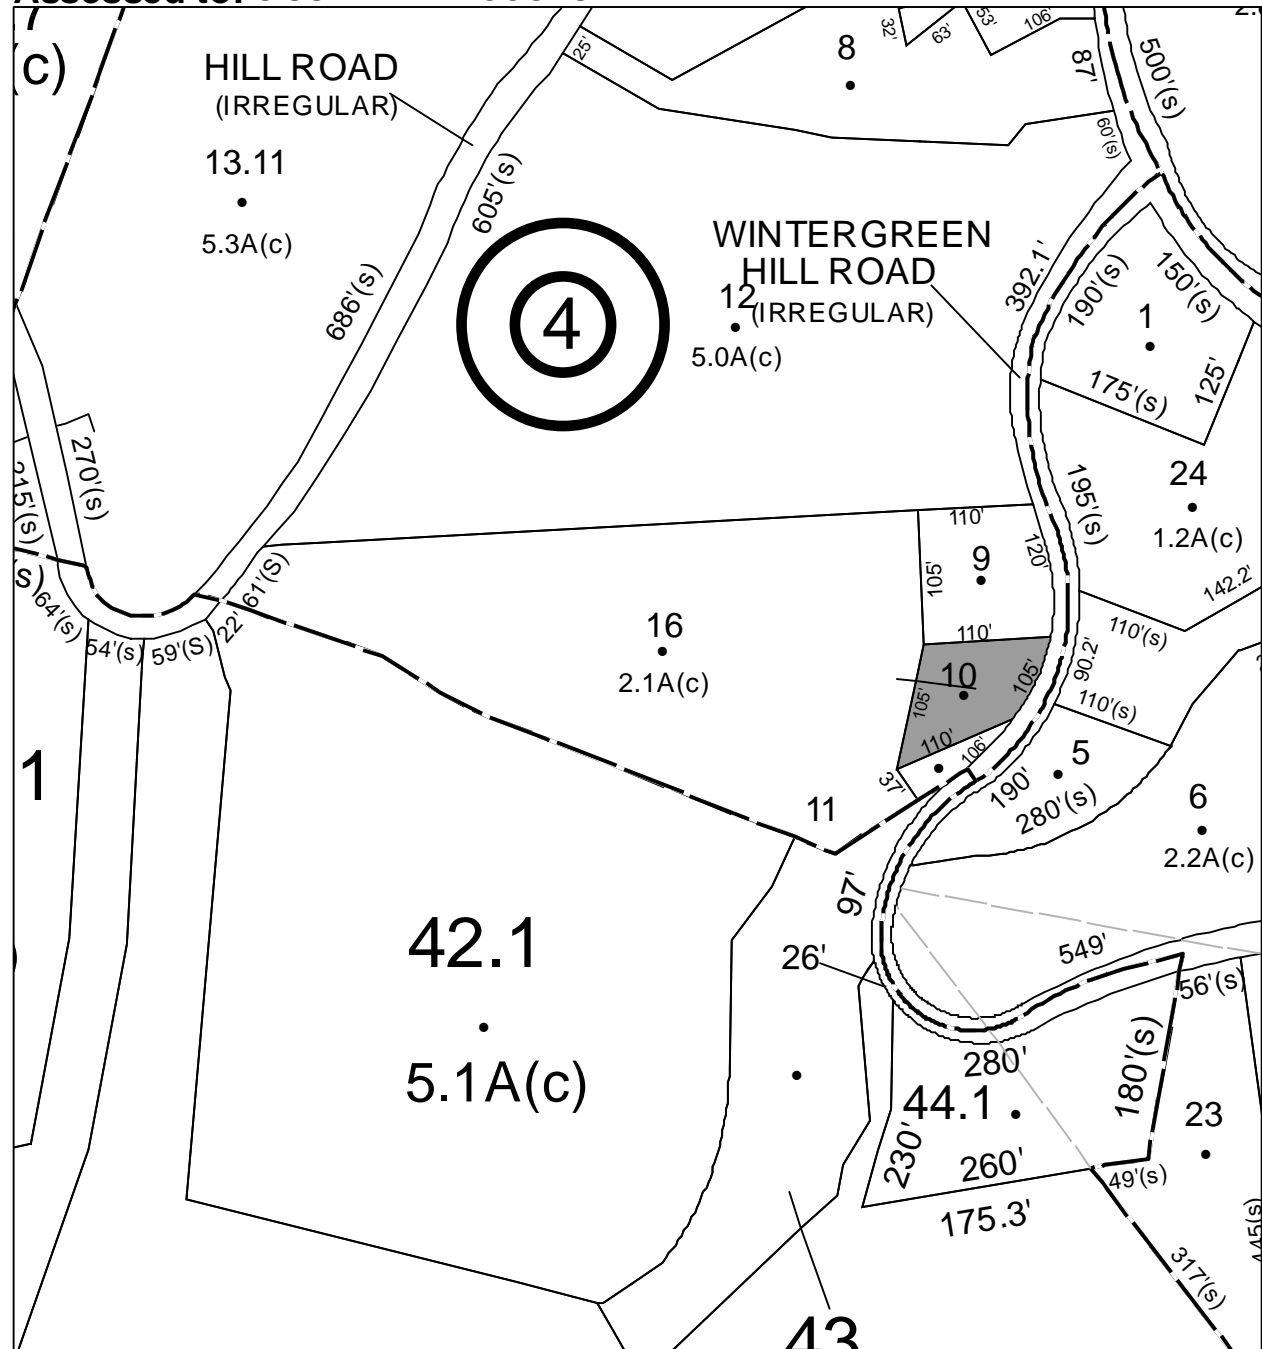 (c)
HILL ROAD
(IRREGULAR)
13.11
5.3A(c)
686'(s)
605'(s)
25'
8
32'
63'
53'
106'
87'
500'(s)
60'(s)
4
WINTERGREEN
HILL ROAD
(IRREGULAR)
12
5.0A(c)
392.1'
190'(s)
150'(s)
1
175'(s)
125'
270'(s)
215'(s)
195'(s)
24
1.2A(c)
142.2'
110'
120'
9
105'
110'
110'(s)
90.2'
61'(S)
22'
64'(s)
54'(s)
59'(S)
16
2.1A(c)
10
105'
105'
110'
106'
37'
11
110'(s)
5
190'
280'(s)
6
2.2A(c)
1
42.1
5.1A(c)
97'
26'
549'
56'(s)
280'
44.1
180'(s)
230'
260'
175.3'
49'(s)
23
317'(s)
445(s)
43